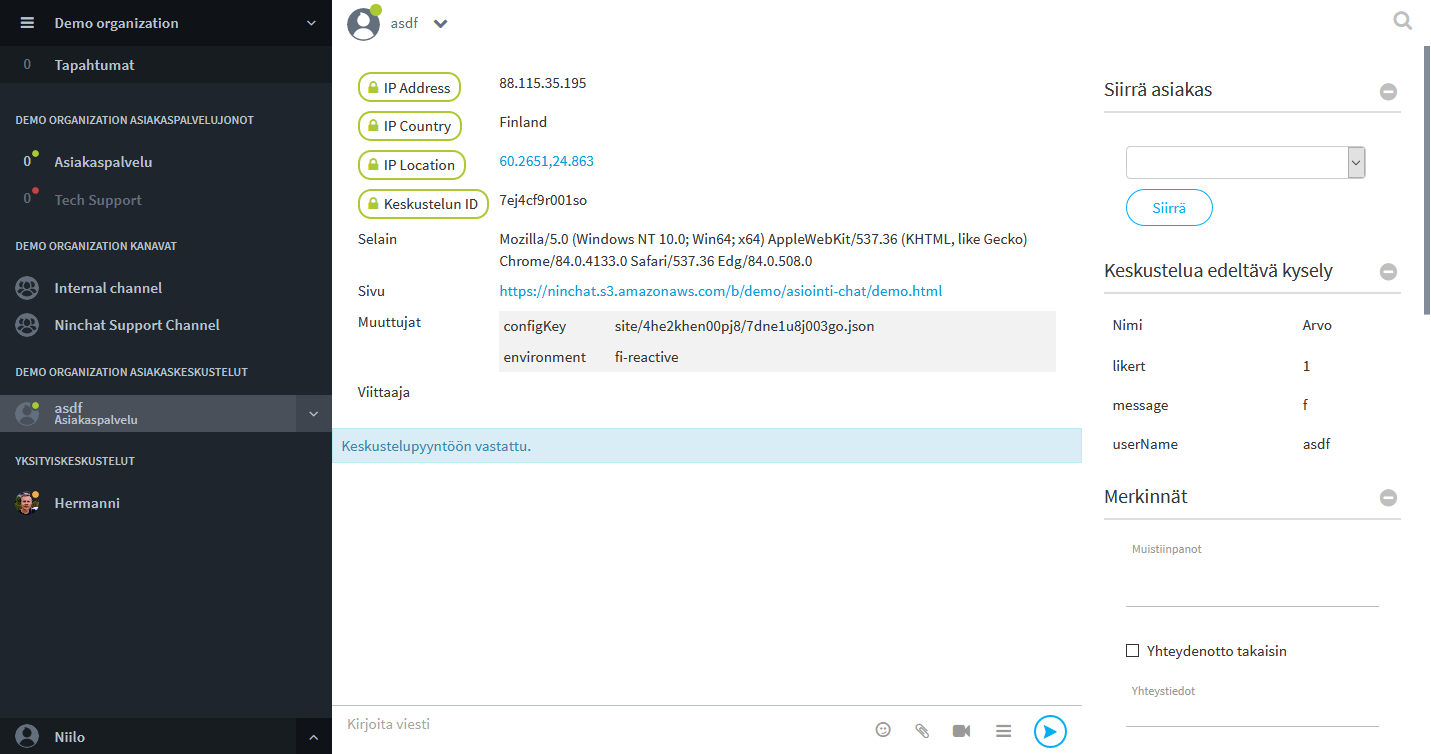 Demo organization
0 Tapahtumat
DEMO ORGANIZATION ASIAKASPALVELUJONOT
0 Asiakaspalvelu
0 Tech Support
DEMO ORGANIZATION KANAVAT
Internal channel
Ninchat Support Channel
DEMO ORGANIZATION ASIAKASKESKUSTELUT
asdf
Asiakaspalvelu
YKSITYISKESKUSTELUT
Hermanni
Niilo
asdf
IP Address 88.115.35.195
IP Country Finland
IP Location 60.2651,24.863
Keskustelun ID 7ej4cf9r001so
Selain Mozilla/5.0 (Windows NT 10.0; Win64; x64) AppleWebKit/537.36 (KHTML, like Gecko)
Chrome/84.0.4133.0 Safari/537.36 Edg/84.0.508.0
Sivu https://ninchat.s3.amazonaws.com/b/demo/asiointi-chat/demo.html
Muuttujat configKey site/4he2khen00pj8/7dne1u8j003go.json
environment fi-reactive
Viittaaja
Keskustelupyyntöön vastattu.
Kirjoita viesti
Siirrä asiakas
Siirrä
Keskustelua edeltävä kysely
Nimi Arvo
likert 1
message f
userName asdf
Merkinnät
Muistiinpanot
Yhteydenotto takaisin
Yhteystiedot